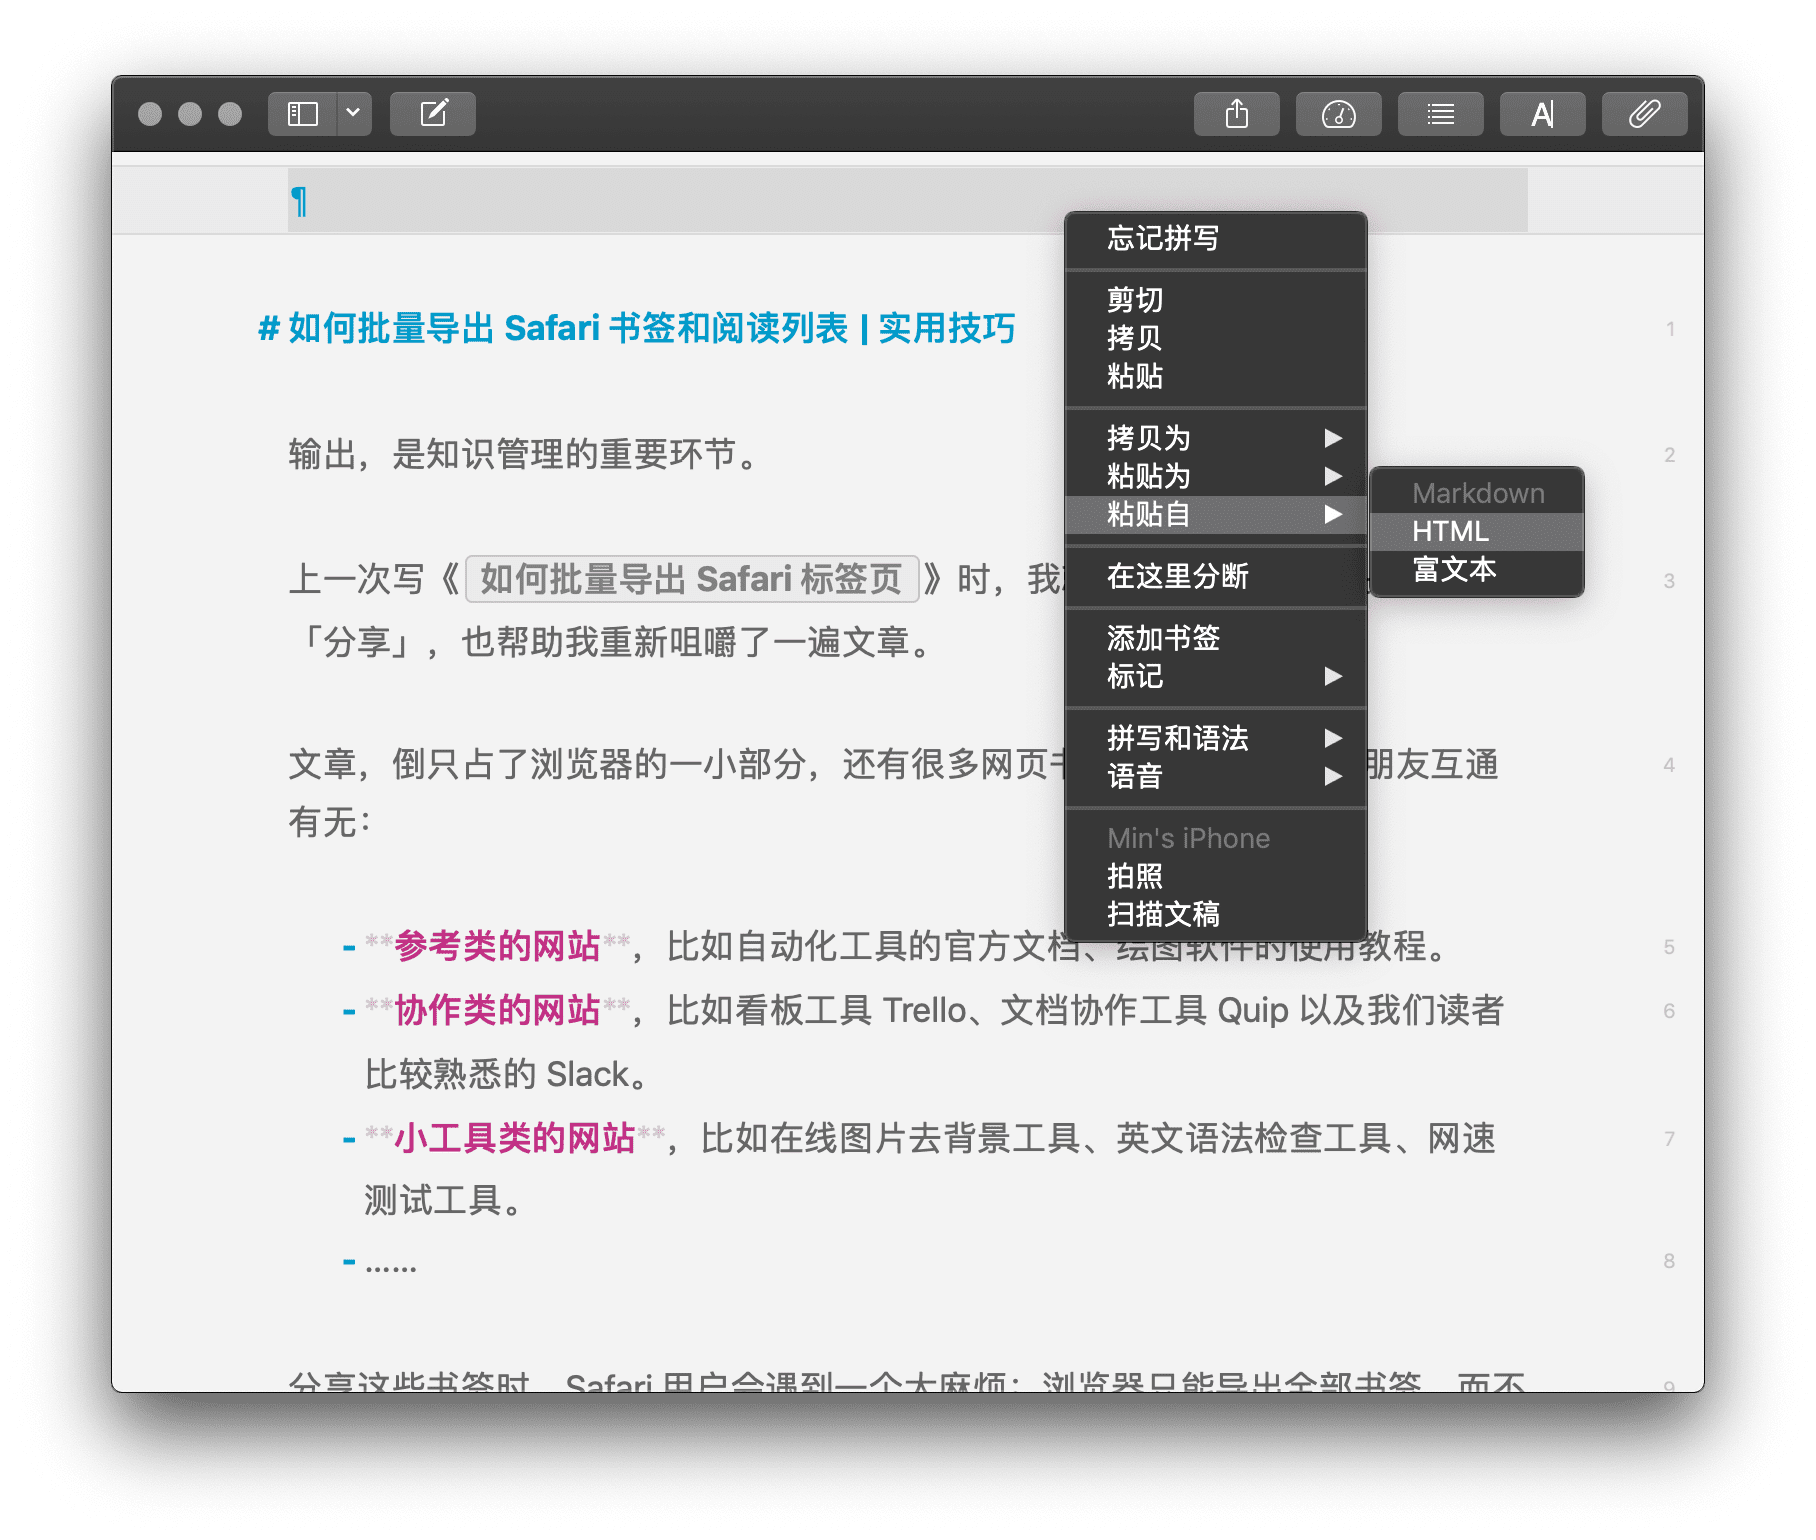 A
¶
# 如何批量导出 Safari 书签和阅读列表 | 实用技巧
1
输出，是知识管理的重要环节。
2
上一次写《如何批量导出 Safari 标签页》时，我
3
「分享」，也帮助我重新咀嚼了一遍文章。
文章，倒只占了浏览器的一小部分，还有很多网页 朋友互通
4
有无：
- **参考类的网站**，比如自动化工具的官方文档、绘图软件的使用教程。
5
- **协作类的网站**，比如看板工具 Trello、文档协作工具 Quip 以及我们读者
6
比较熟悉的 Slack。
- **小工具类的网站**，比如在线图片去背景工具、英文语法检查工具、网速
7
测试工具。
- ……
8
分享这些书签时，Safari 用户会遇到一个大麻烦：浏览器只能导出全部书签，而不
9
忘记拼写
剪切
拷贝
粘贴
拷贝为
粘贴为
粘贴自
在这里分断
添加书签
标记
拼写和语法
语音
Min's iPhone
拍照
扫描文稿
Markdown
HTML
富文本